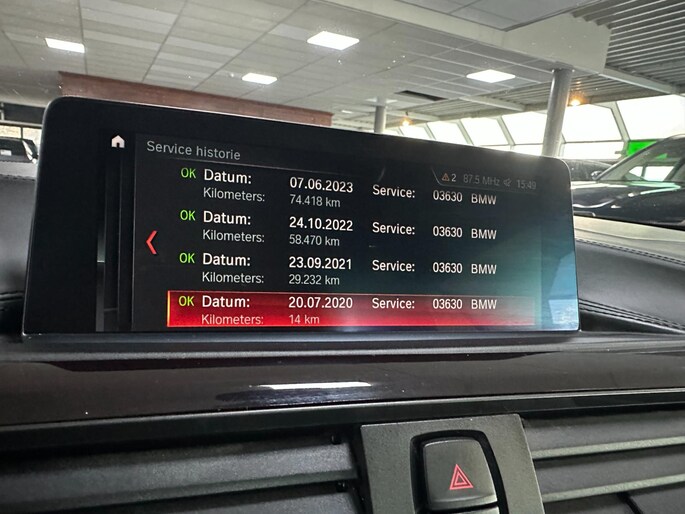 Service historie
⚠2 87.5 MHz 15:49
OK Datum: 07.06.2023 Service: 03630 BMW
Kilometers: 74.418 km
OK Datum: 24.10.2022 Service: 03630 BMW
Kilometers: 58.470 km
OK Datum: 23.09.2021 Service: 03630 BMW
Kilometers: 29.232 km
OK Datum: 20.07.2020 Service: 03630 BMW
Kilometers: 14 km